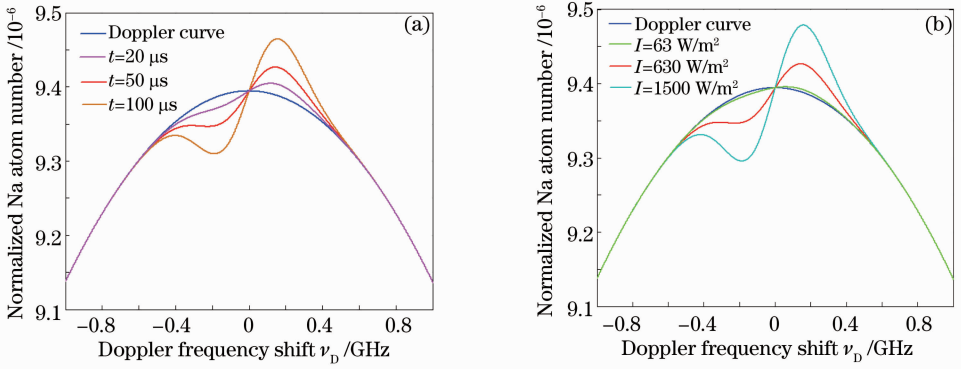 (a)
Normalized Na atom number /10⁻⁶
9.5
9.4
9.3
9.2
9.1
Doppler curve
t=20 μs
t=50 μs
t=100 μs
−0.8
−0.4
0
0.4
0.8
Doppler frequency shift ν_D /GHz
(b)
Normalized Na atom number /10⁻⁶
9.5
9.4
9.3
9.2
9.1
Doppler curve
I=63 W/m²
I=630 W/m²
I=1500 W/m²
−0.8
−0.4
0
0.4
0.8
Doppler frequency shift ν_D /GHz